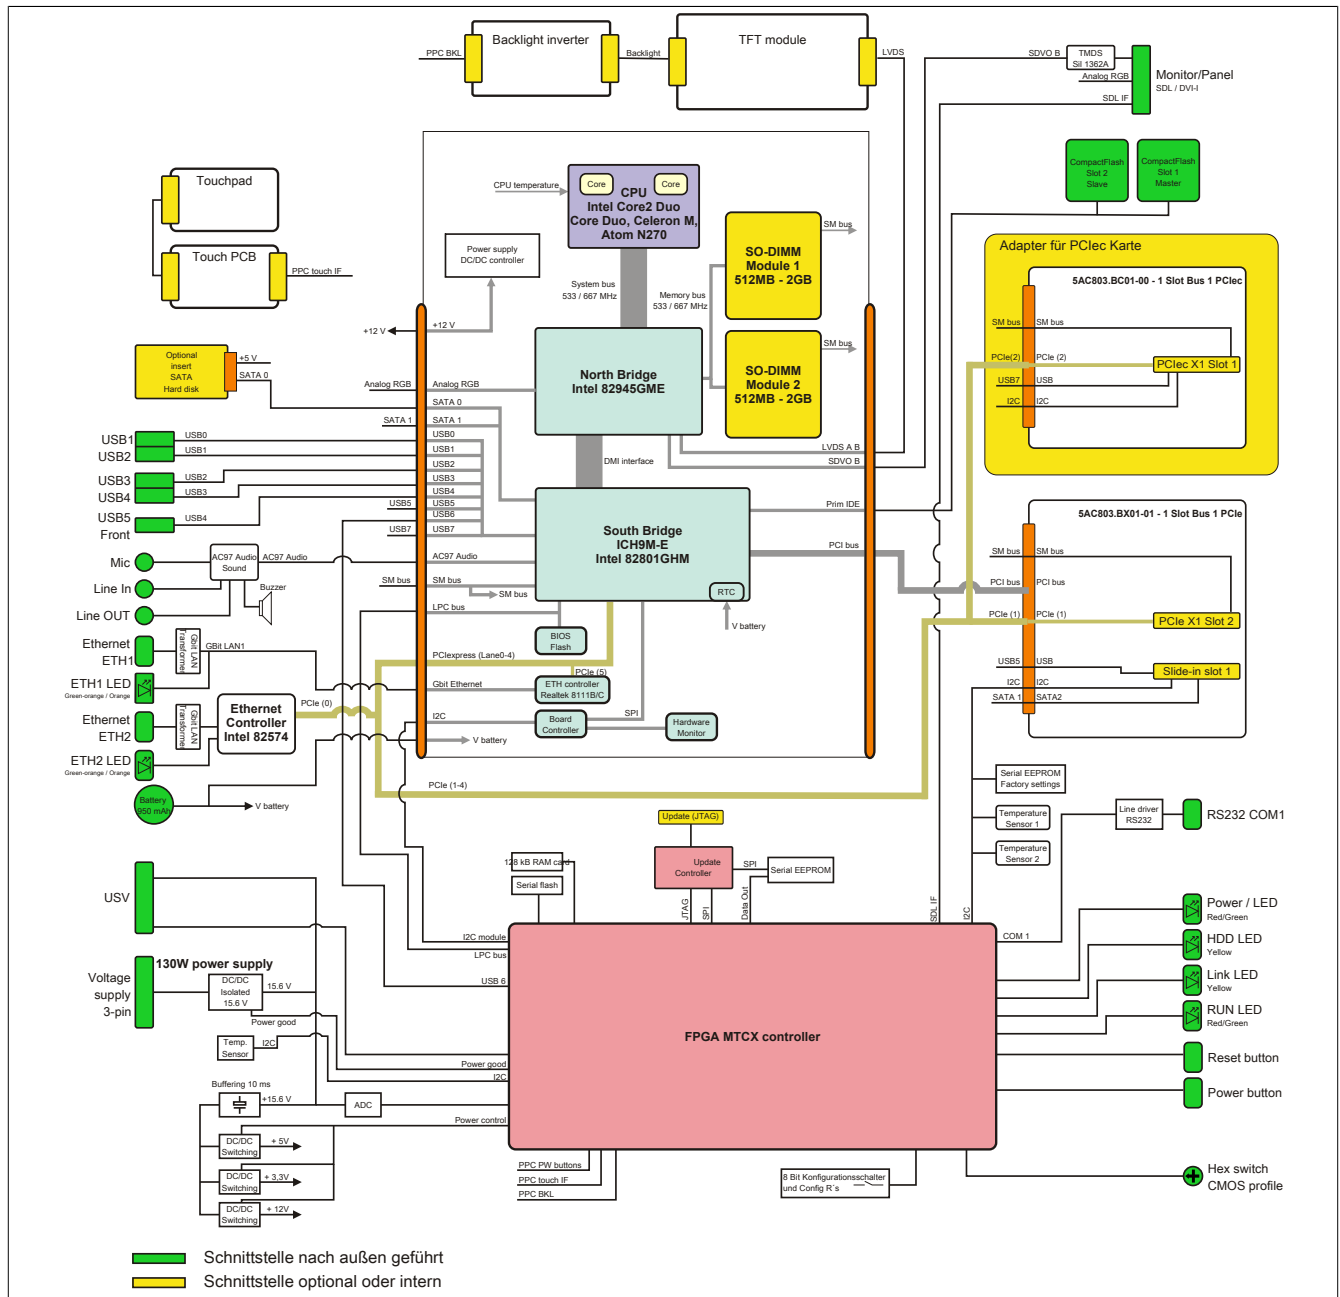 Backlight inverter
TFT module
PPC BKL
Backlight
LVDS
SDVO B
TMDS
Sil 1362A
Analog RGB
SDL IF
Monitor/Panel
SDL / DVI-I
CompactFlash
Slot 2
Slave
CompactFlash
Slot 1
Master
Touchpad
Touch PCB
PPC touch IF
CPU temperature
Core
Core
CPU
Intel Core2 Duo
Core Duo, Celeron M,
Atom N270
Power supply
DC/DC controller
System bus
533 / 667 MHz
Memory bus
533 / 667 MHz
SO-DIMM
Module 1
512MB - 2GB
SM bus
SO-DIMM
Module 2
512MB - 2GB
SM bus
Adapter für PCIec Karte
5AC803.BC01-00 - 1 Slot Bus 1 PCIec
SM bus
SM bus
PCIe(2)
PCIe (2)
PCIec X1 Slot 1
USB7
USB
I2C
I2C
+12 V
+12 V
Optional
insert
SATA
Hard disk
+5 V
SATA 0
North Bridge
Intel 82945GME
Analog RGB
Analog RGB
SATA 0
SATA 1
SATA 1
LVDS A B
SDVO B
DMI interface
USB1
USB2
USB0
USB1
USB3
USB4
USB2
USB3
USB5
Front
USB4
USB0
USB1
USB2
USB3
USB4
USB5
USB5
USB6
USB7
USB7
South Bridge
ICH9M-E
Intel 82801GHM
RTC
V battery
Prim IDE
PCI bus
5AC803.BX01-01 - 1 Slot Bus 1 PCIe
SM bus
SM bus
PCI bus
PCI bus
PCIe (1)
PCIe (1)
PCIe X1 Slot 2
USB5
USB
Slide-in slot 1
I2C
I2C
SATA 1
SATA2
Mic
AC97 Audio
Sound
AC97 Audio
AC97 Audio
Line In
Buzzer
Line OUT
SM bus
SM bus
SM bus
LPC bus
BIOS
Flash
Ethernet
ETH1
Gbit LAN
Transformer
GBit LAN1
ETH1 LED
Green-orange / Orange
PCIexpress (Lane0-4)
PCIe (5)
Gbit Ethernet
ETH controller
Realtek 8111B/C
Ethernet
ETH2
Gbit LAN
Transformer
Ethernet
Controller
Intel 82574
PCIe (0)
ETH2 LED
Green-orange / Orange
I2C
Board
Controller
SPI
Hardware
Monitor
V battery
Battery
950 mAh
V battery
PCIe (1-4)
Serial EEPROM
Factory settings
Temperature
Sensor 1
Temperature
Sensor 2
Line driver
RS232
RS232 COM1
Update (JTAG)
Update
Controller
SPI
Serial EEPROM
128 kB RAM card
Serial flash
JTAG
SPI
Data Out
SDL IF
I2C
USV
I2C module
LPC bus
USB 6
COM 1
Power / LED
Red/Green
HDD LED
Yellow
Link LED
Yellow
RUN LED
Red/Green
Reset button
Power button
Voltage
supply
3-pin
130W power supply
DC/DC
Isolated
15.6 V
15.6 V
Power good
Temp.
Sensor
I2C
Power good
I2C
FPGA MTCX controller
Buffering 10 ms
+15.6 V
ADC
Power control
DC/DC
Switching
+ 5V
DC/DC
Switching
+ 3,3V
DC/DC
Switching
+ 12V
PPC PW buttons
PPC touch IF
PPC BKL
8 Bit Konfigurationsschalter
und Config R´s
Hex switch
CMOS profile
Schnittstelle nach außen geführt
Schnittstelle optional oder intern